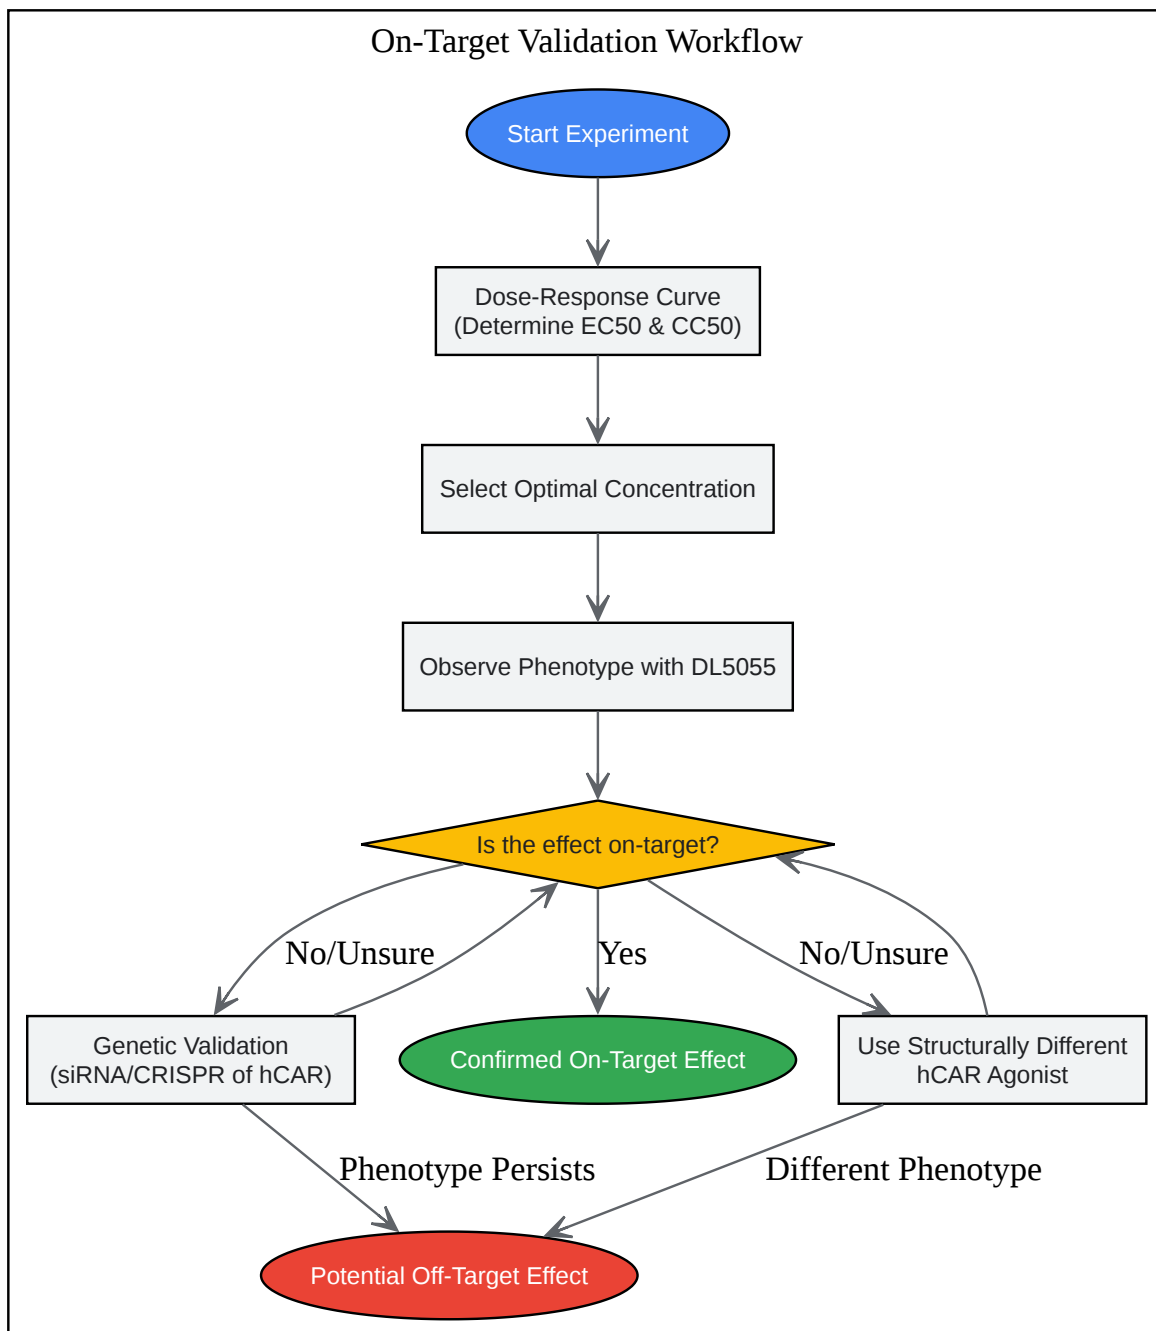 On-Target Validation Workflow
Start Experiment
Dose-Response Curve
(Determine EC50 & CC50)
Select Optimal Concentration
Observe Phenotype with DL5055
Is the effect on-target?
No/Unsure
Yes
No/Unsure
Genetic Validation
(siRNA/CRISPR of hCAR)
Confirmed On-Target Effect
Use Structurally Different
hCAR Agonist
Phenotype Persists
Different Phenotype
Potential Off-Target Effect